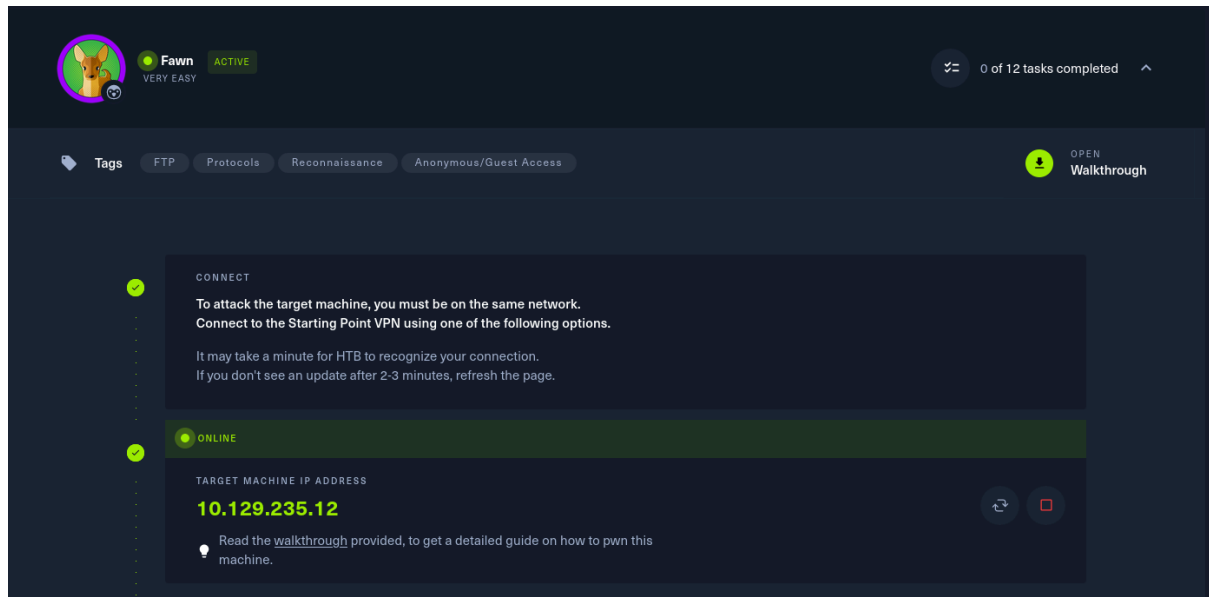 Fawn ACTIVE
VERY EASY
0 of 12 tasks completed
Tags FTP Protocols Reconnaissance Anonymous/Guest Access
OPEN
Walkthrough
CONNECT
To attack the target machine, you must be on the same network.
Connect to the Starting Point VPN using one of the following options.
It may take a minute for HTB to recognize your connection.
If you don't see an update after 2-3 minutes, refresh the page.
ONLINE
TARGET MACHINE IP ADDRESS
10.129.235.12
Read the walkthrough provided, to get a detailed guide on how to pwn this
machine.